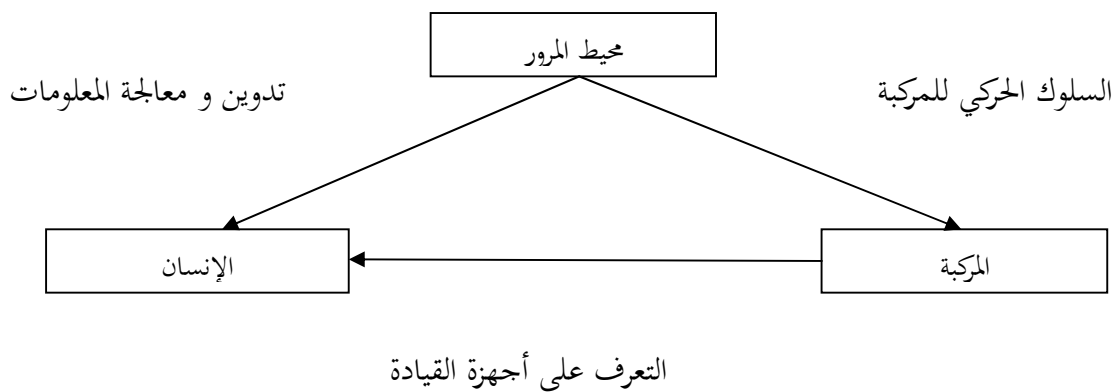 محيط المرور
السلوك الحركي للمركبة
تدوين و معالجة المعلومات
المركبة
الإنسان
التعرف على أجهزة القيادة